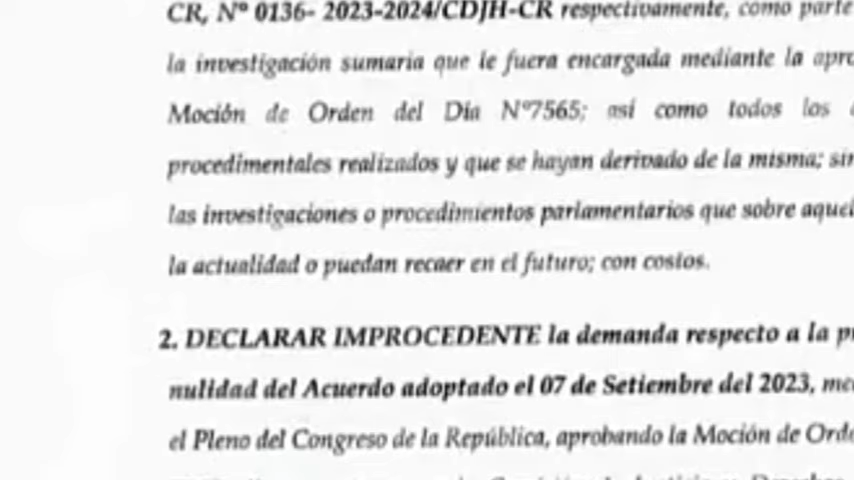 CR, Nº 0136- 2023-2024/CDJH-CR respectivamente, como parte
la investigación sumaria que le fuera encargada mediante la
Moción de Orden del Día Nº7565; así como todos los
procedimentales realizados y que se hayan derivado de la misma;
las investigaciones o procedimientos parlamentarios que sobre
la actualidad o puedan recaer en el futuro; con costos.
2. DECLARAR IMPROCEDENTE la demanda respecto a la
nulidad del Acuerdo adoptado el 07 de Setiembre del 2023,
el Pleno del Congreso de la República, aprobando la Moción de